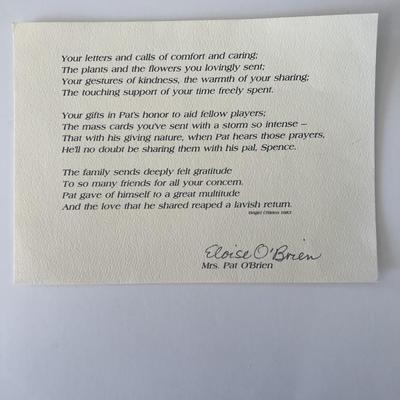 Your letters and calls of comfort and caring;
The plants and the flowers you lovingly sent;
Your gestures of kindness, the warmth of your sharing;
The touching support of your time freely spent.
Your gifts in Pat's honor to aid fellow players;
The mass cards you've sent with a storm so intense –
That with his giving nature, when Pat hears those prayers,
He'll no doubt be sharing them with his pal, Spence.
The family sends deeply felt gratitude
To so many friends for all your concern.
Pat gave of himself to a great multitude
And the love that he shared reaped a lavish return.
Brigid O'Brien 1983
Eloise O'Brien
Mrs. Pat O'Brien